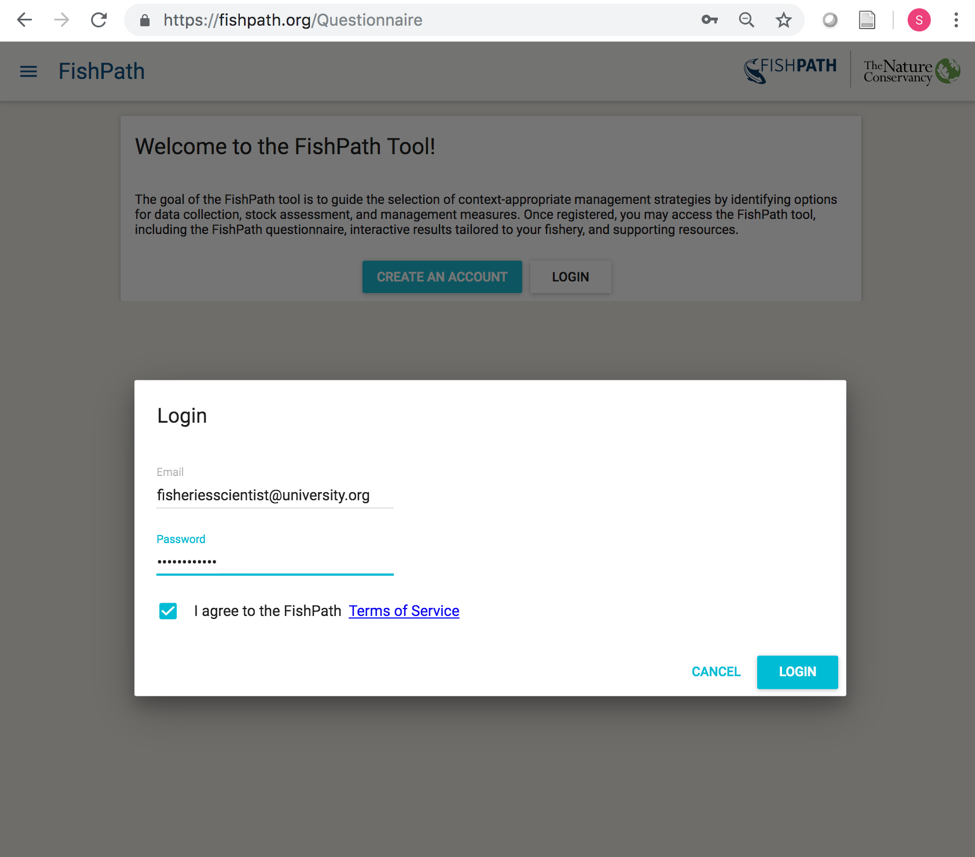 https://fishpath.org/Questionnaire
S
FishPath
FISHPATH
The Nature
Conservancy
Welcome to the FishPath Tool!
The goal of the FishPath tool is to guide the selection of context-appropriate management strategies by identifying options
for data collection, stock assessment, and management measures. Once registered, you may access the FishPath tool,
including the FishPath questionnaire, interactive results tailored to your fishery, and supporting resources.
CREATE AN ACCOUNT LOGIN
Login
Email
fisheriesscientist@university.org
Password
••••••••••••
I agree to the FishPath Terms of Service
CANCEL LOGIN